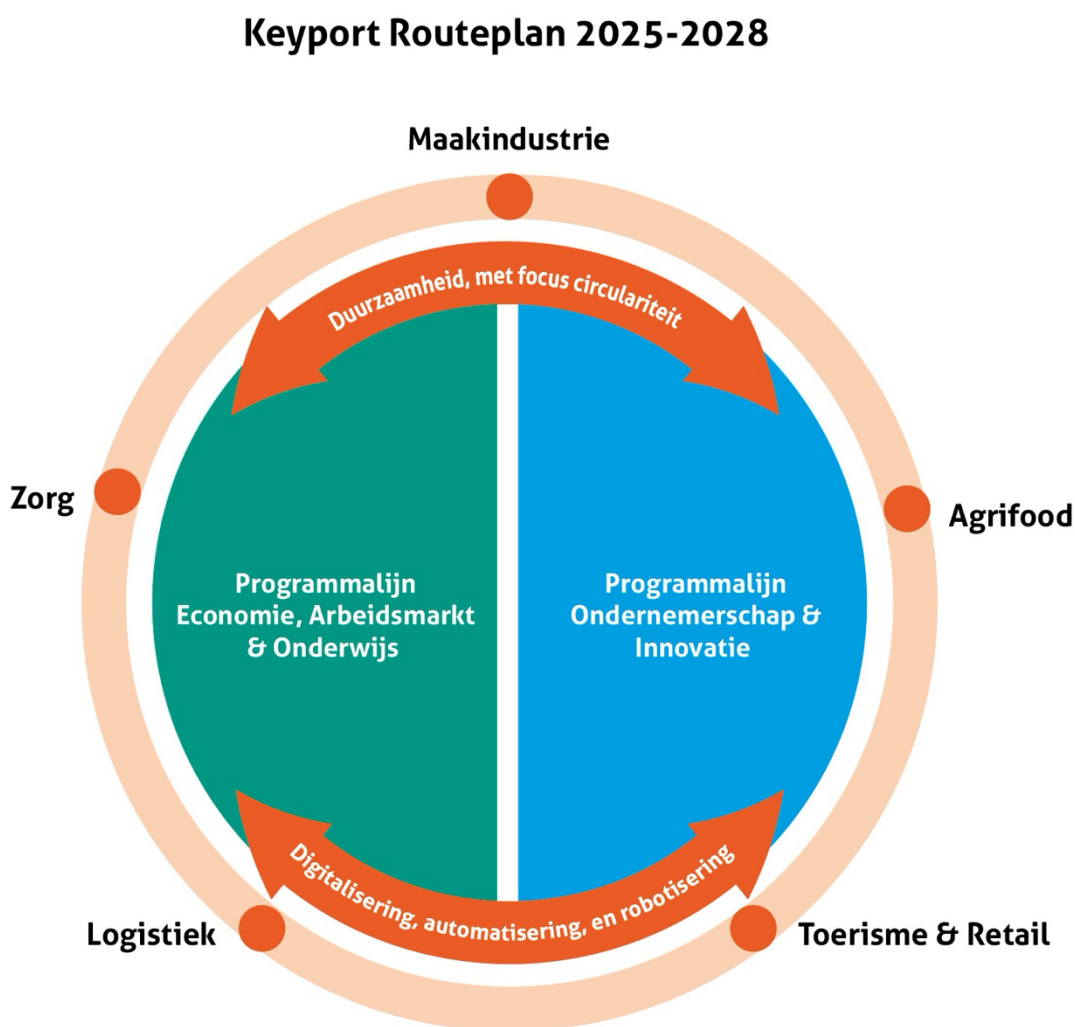 Keyport Routeplan 2025-2028
Maakindustrie
Duurzaamheid, met focus circulariteit
Zorg
Agrifood
Programmalijn
Economie, Arbeidsmarkt
& Onderwijs
Programmalijn
Ondernemerschap &
Innovatie
Digitalisering, automatisering, en robotisering
Logistiek
Toerisme & Retail